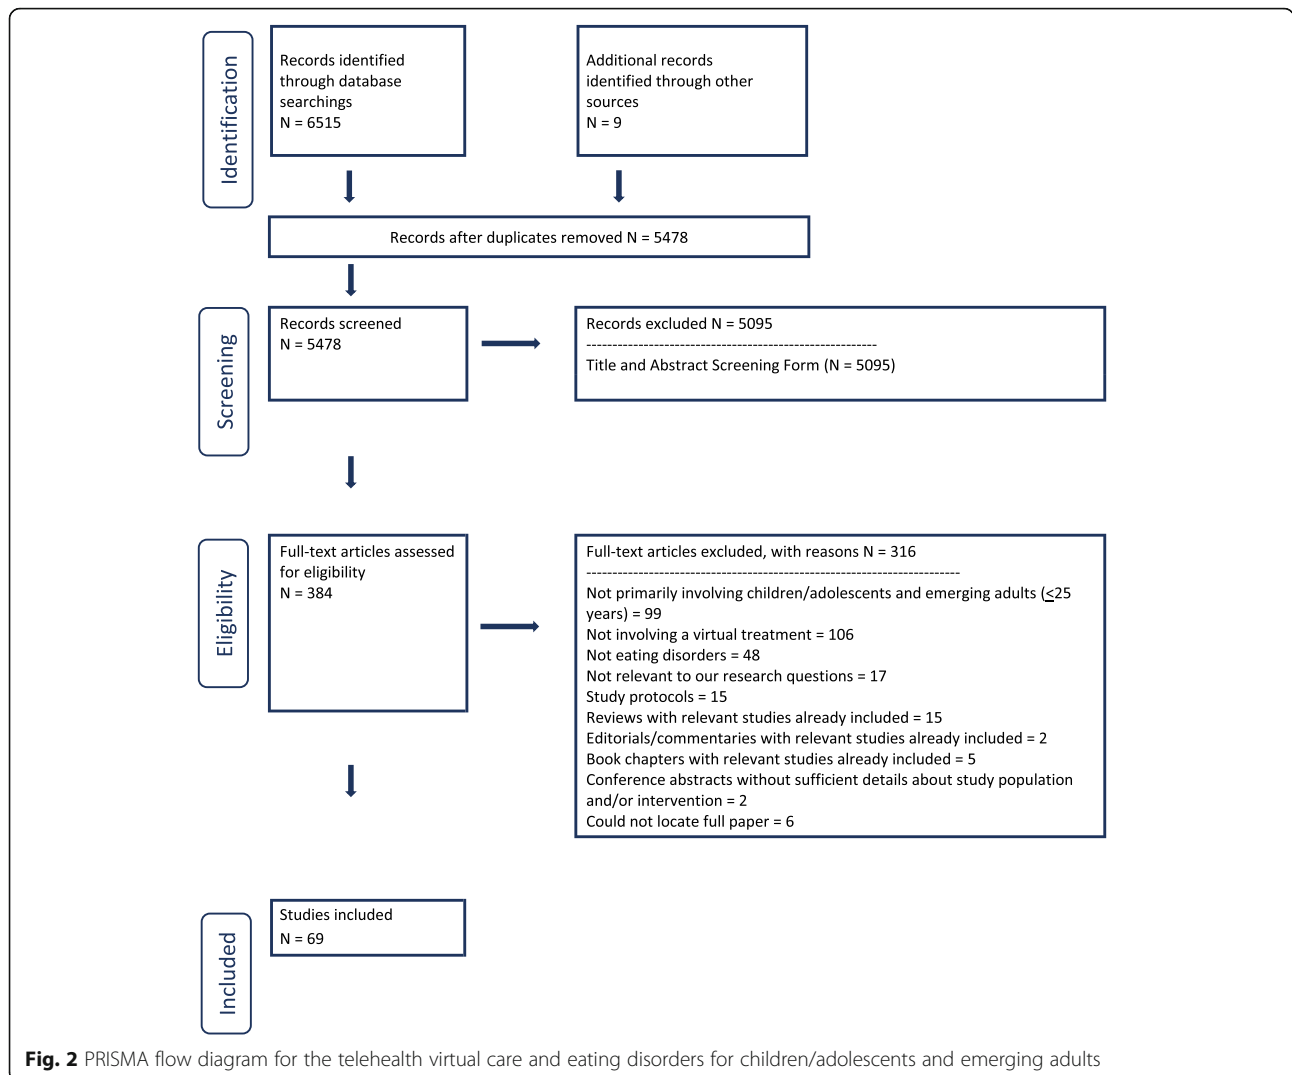 Identification
Records identified
through database
searchings
N = 6515
Additional records
identified through other
sources
N = 9
Records after duplicates removed N = 5478
Screening
Records screened
N = 5478
Records excluded N = 5095
--------------------------------------------------------
Title and Abstract Screening Form (N = 5095)
Eligibility
Full-text articles assessed
for eligibility
N = 384
Full-text articles excluded, with reasons N = 316
------------------------------------------------------------------------
Not primarily involving children/adolescents and emerging adults (≤25
years) = 99
Not involving a virtual treatment = 106
Not eating disorders = 48
Not relevant to our research questions = 17
Study protocols = 15
Reviews with relevant studies already included = 15
Editorials/commentaries with relevant studies already included = 2
Book chapters with relevant studies already included = 5
Conference abstracts without sufficient details about study population
and/or intervention = 2
Could not locate full paper = 6
Included
Studies included
N = 69
Fig. 2 PRISMA flow diagram for the telehealth virtual care and eating disorders for children/adolescents and emerging adults